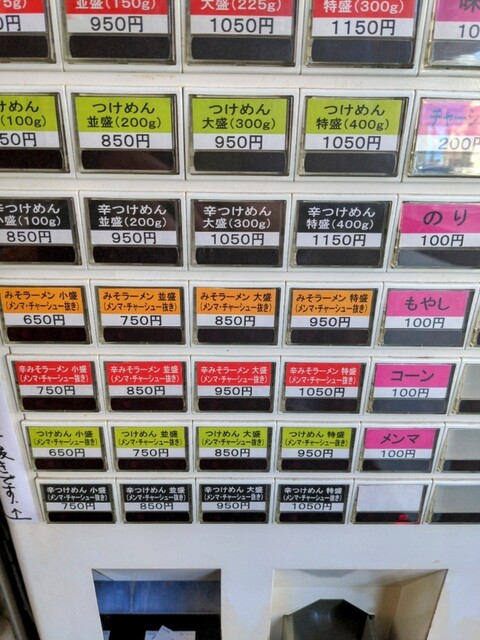 並盛(150g)
950円
大盛(225g)
1050円
特盛(300g)
1150円
つけめん
並盛(200g)
850円
つけめん
大盛(300g)
950円
つけめん
特盛(400g)
1050円
200円
(100g)
850円
辛つけめん
並盛(200g)
950円
辛つけめん
大盛(300g)
1050円
辛つけめん
特盛(400g)
1150円
のり
100円
みそラーメン 小盛
(メンマ・チャーシュー抜き)
650円
みそラーメン 並盛
(メンマ・チャーシュー抜き)
750円
みそラーメン 大盛
(メンマ・チャーシュー抜き)
850円
みそラーメン 特盛
(メンマ・チャーシュー抜き)
950円
もやし
100円
辛みそラーメン 小盛
(メンマ・チャーシュー抜き)
750円
辛みそラーメン 並盛
(メンマ・チャーシュー抜き)
850円
辛みそラーメン 大盛
(メンマ・チャーシュー抜き)
950円
辛みそラーメン 特盛
(メンマ・チャーシュー抜き)
1050円
コーン
100円
つけめん 小盛
(メンマ・チャーシュー抜き)
650円
つけめん 並盛
(メンマ・チャーシュー抜き)
750円
つけめん 大盛
(メンマ・チャーシュー抜き)
850円
つけめん 特盛
(メンマ・チャーシュー抜き)
950円
メンマ
100円
辛つけめん 小盛
(メンマ・チャーシュー抜き)
750円
辛つけめん 並盛
(メンマ・チャーシュー抜き)
850円
辛つけめん 大盛
(メンマ・チャーシュー抜き)
950円
辛つけめん 特盛
(メンマ・チャーシュー抜き)
1050円
抜きです。↑